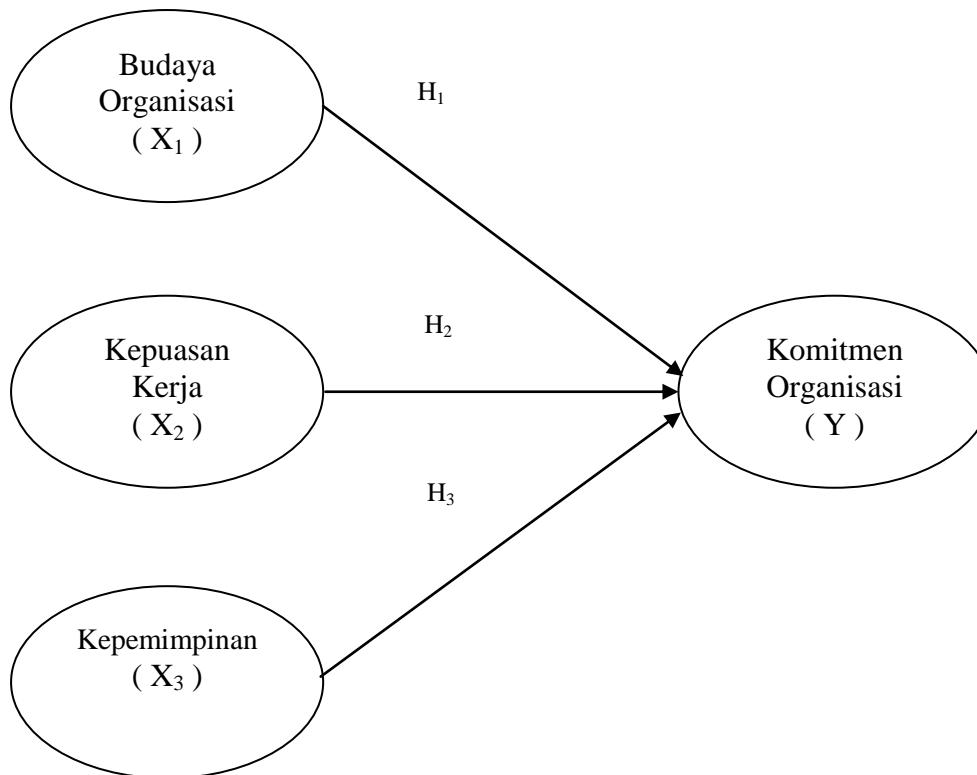 Budaya
Organisasi
( X₁ )
H₁
H₂
Kepuasan
Kerja
( X₂ )
Komitmen
Organisasi
( Y )
H₃
Kepemimpinan
( X₃ )